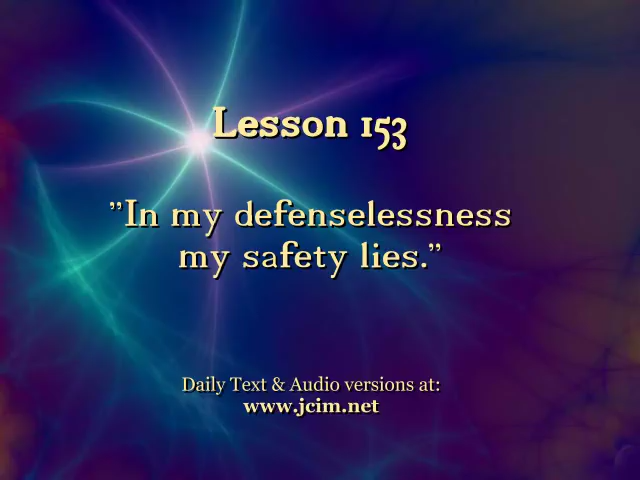 Lesson 153
"In my defenselessness
my safety lies."
Daily Text & Audio versions at:
www.jcim.net